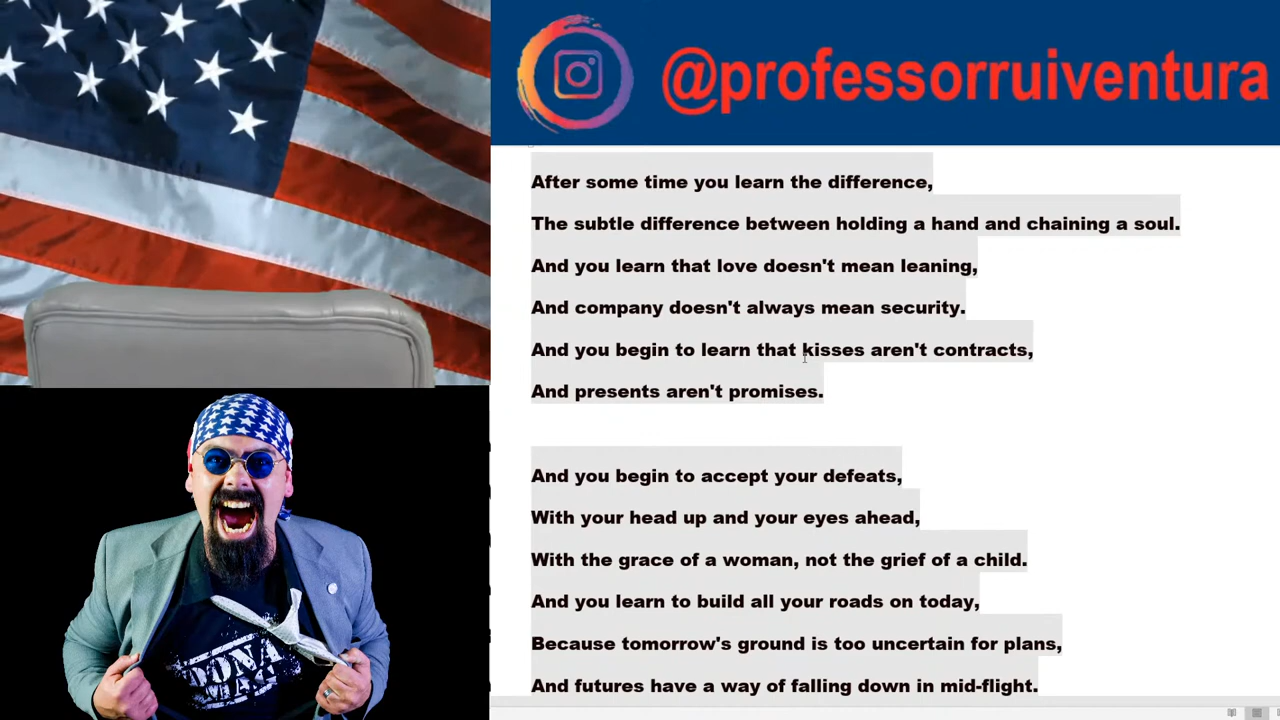 @professorruiventura
After some time you learn the difference,
The subtle difference between holding a hand and chaining a soul.
And you learn that love doesn't mean leaning,
And company doesn't always mean security.
And you begin to learn that kisses aren't contracts,
And presents aren't promises.
And you begin to accept your defeats,
With your head up and your eyes ahead,
With the grace of a woman, not the grief of a child.
And you learn to build all your roads on today,
Because tomorrow's ground is too uncertain for plans,
And futures have a way of falling down in mid-flight.